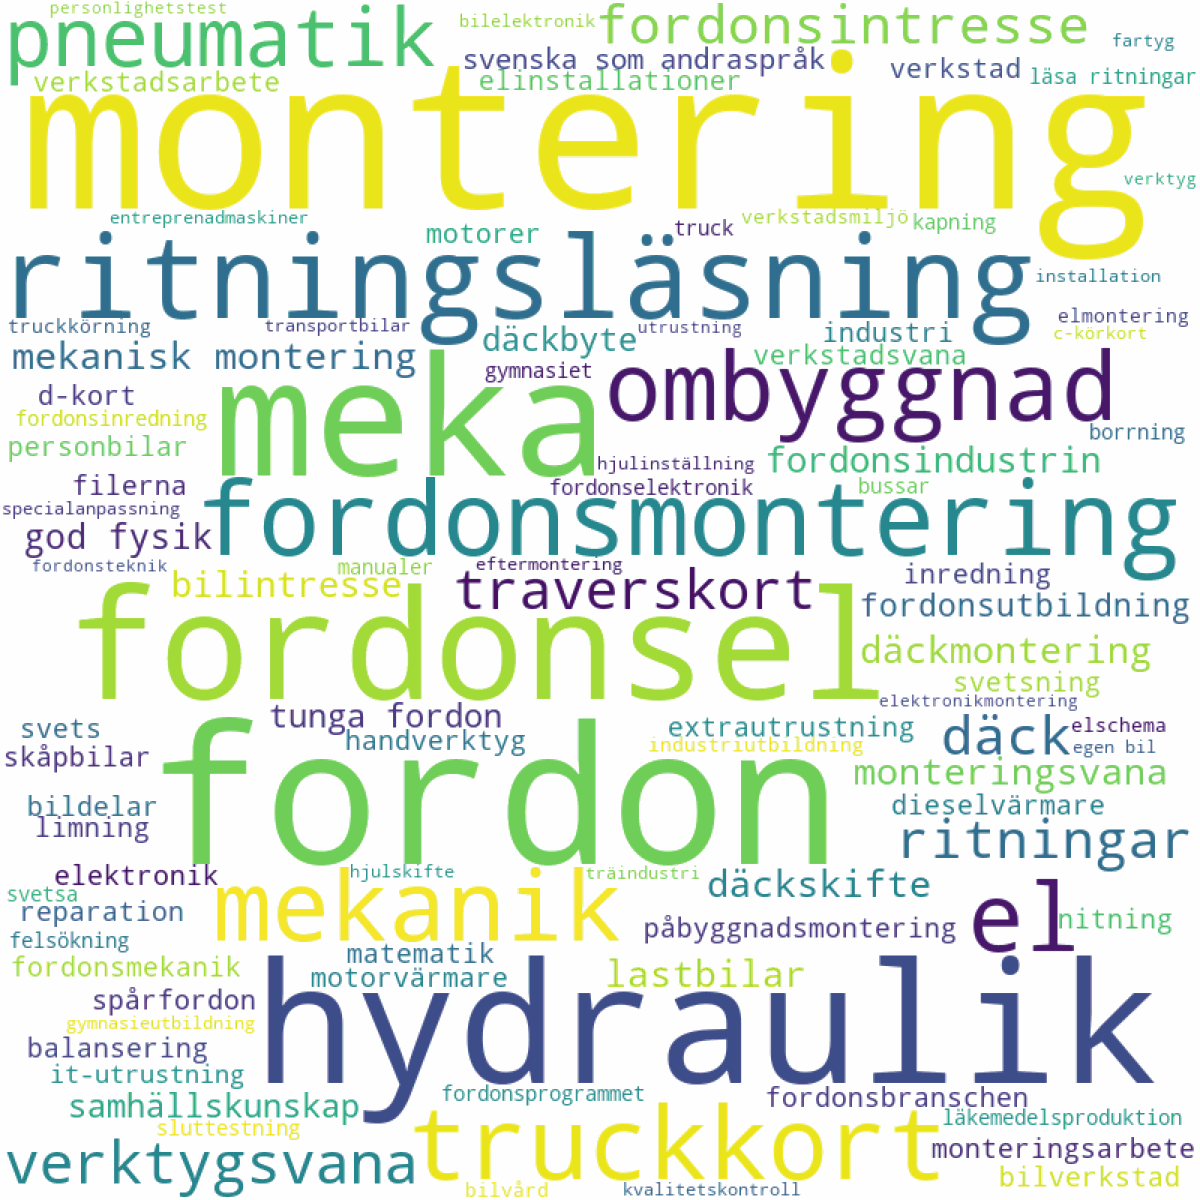 personlighetstest
pneumatik
bilelektronik
fordonsintresse
fartyg
svenska som andraspråk
verkstad
läsa ritningar
verkstadsarbete
elinstallationer
montering
verktyg
entreprenadmaskiner
motorer
truck
verkstadsmiljö
kapning
ritningsläsning
installation
truckkörning
transportbilar
utrustning
elmontering
däckbyte
industri
c-körkort
mekanisk montering
verkstadsvana
gymnasiet
meka
ombyggnad
d-kort
fordonsinredning
borrning
personbilar
hjulinställning
fordonsindustrin
filerna
fordonselektronik
bussar
specialanpassning
fordonsmontering
god fysik
fordonsteknik
manualer
eftermontering
bilintresse
traverskort
inredning
fordonsutbildning
fordonsel
däckmontering
svetsning
elektronikmontering
tunga fordon
svets
extrautrustning
däck
elschema
handverktyg
industriutbildning
egen bil
skåpbilar
fordon
monteringsvana
bildelar
dieselvärmare
limning
ritningar
elektronik
hjulskifte
träindustri
svetsa
mekanik
däckskifte
el
reparation
påbyggnadsmontering
nitning
felsökning
matematik
fordonsmekanik
motorvärmare
lastbilar
spårfordon
hydraulik
gymnasieutbildning
balansering
it-utrustning
fordonsprogrammet
fordonsbranschen
samhällskunskap
läkemedelsproduktion
sluttestning
truckkort
monteringsarbete
verktygsvana
bilverkstad
bilvård
kvalitetskontroll